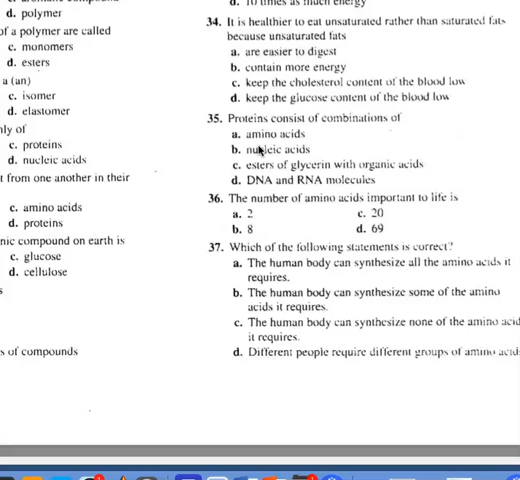 d. polymer
of a polymer are called
c. monomers
d. esters
a (an)
c. isomer
d. elastomer
nly of
c. proteins
d. nucleic acids
t from one another in their
c. amino acids
d. proteins
nic compound on earth is
c. glucose
d. cellulose
s
s of compounds
d. 10 times as much energy
34. It is healthier to eat unsaturated rather than saturated fats
because unsaturated fats
a. are easier to digest
b. contain more energy
c. keep the cholesterol content of the blood low
d. keep the glucose content of the blood low
35. Proteins consist of combinations of
a. amino acids
b. nucleic acids
c. esters of glycerin with organic acids
d. DNA and RNA molecules
36. The number of amino acids important to life is
a. 2 c. 20
b. 8 d. 69
37. Which of the following statements is correct?
a. The human body can synthesize all the amino acids it
requires.
b. The human body can synthesize some of the amino
acids it requires.
c. The human body can synthesize none of the amino acid
it requires.
d. Different people require different groups of amino acid